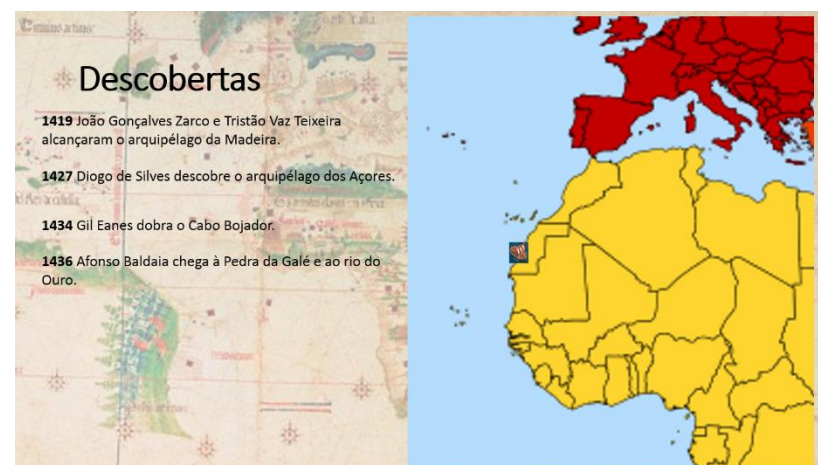 Descobertas
1419 João Gonçalves Zarco e Tristão Vaz Teixeira
alcançaram o arquipélago da Madeira.
1427 Diogo de Silves descobre o arquipélago dos Açores.
1434 Gil Eanes dobra o Cabo Bojador.
1436 Afonso Baldaia chega à Pedra da Galé e ao rio do
Ouro.